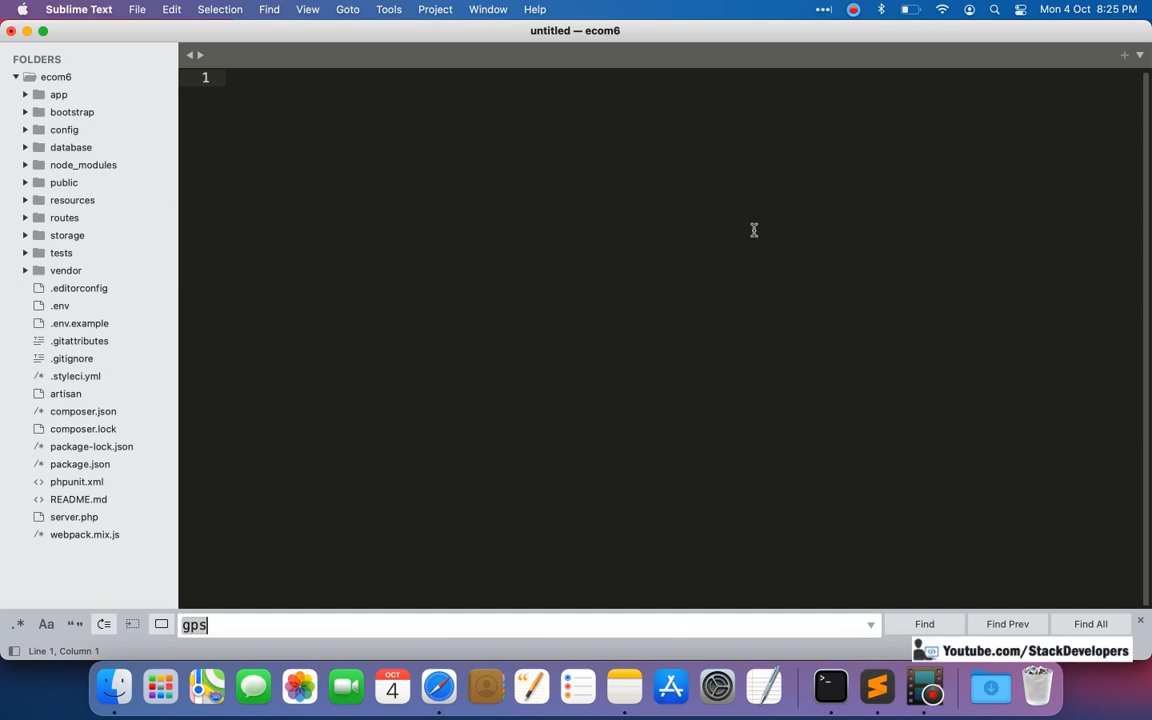 Sublime Text File Edit Selection Find View Goto Tools Project Window Help Mon 4 Oct 8:25 PM
untitled — ecom6
FOLDERS
ecom6
1
app
bootstrap
config
database
node_modules
public
resources
routes
storage
tests
vendor
.editorconfig
.env
.env.example
.gitattributes
.gitignore
/* .styleci.yml
artisan
/* composer.json
composer.lock
/* package-lock.json
/* package.json
<> phpunit.xml
<> README.md
server.php
/* webpack.mix.js
.* Aa “” gps Find Find Prev Find All
Line 1, Column 1
Youtube.com/StackDevelopers
OCT
4